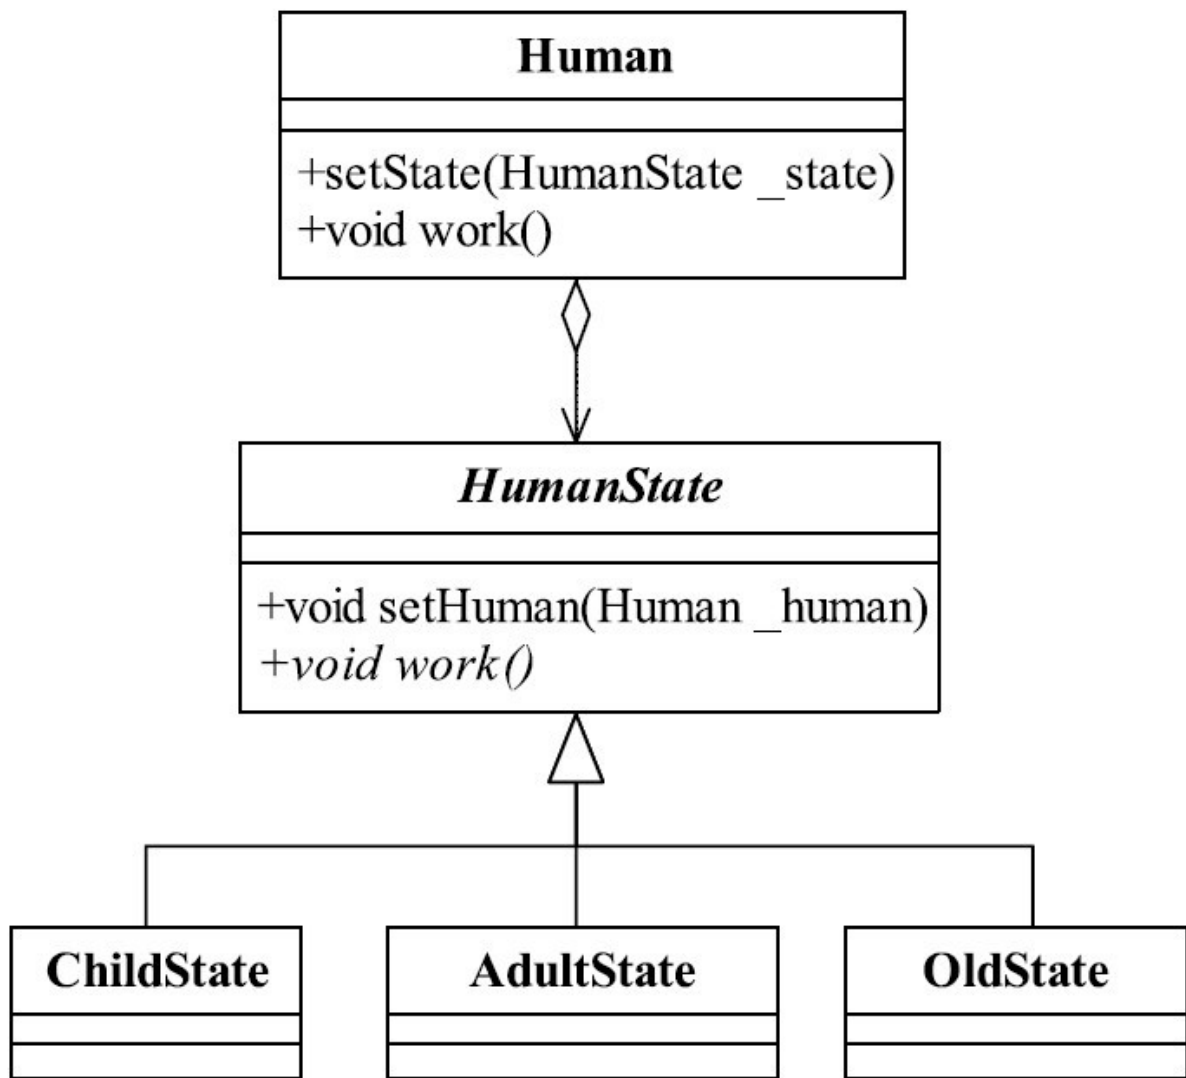 Human
+setState(HumanState _state)
+void work()
HumanState
+void setHuman(Human _human)
+void work()
ChildState
AdultState
OldState